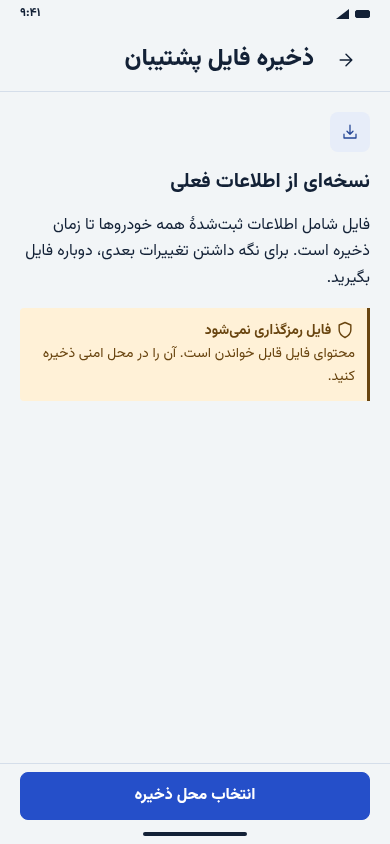 ۹:۴۱
ذخیره فایل پشتیبان
نسخه‌ای از اطلاعات فعلی
فایل شامل اطلاعات ثبت‌شدهٔ همه خودروها تا زمان
ذخیره است. برای نگه داشتن تغییرات بعدی، دوباره فایل
بگیرید.
فایل رمزگذاری نمی‌شود
محتوای فایل قابل خواندن است. آن را در محل امنی ذخیره
کنید.
انتخاب محل ذخیره